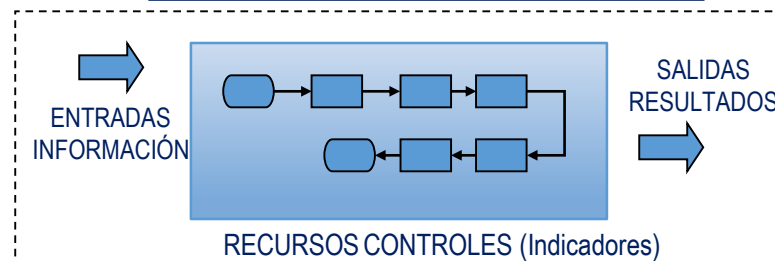 ENTRADAS
INFORMACIÓN
SALIDAS
RESULTADOS
RECURSOS CONTROLES (Indicadores)